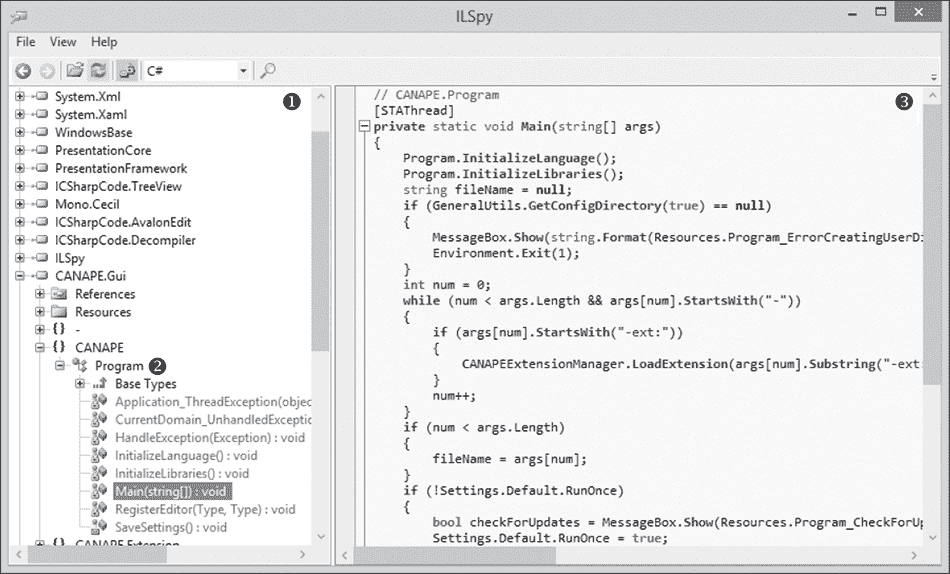 ILSpy
File View Help
C#
System.Xml
System.Xaml
WindowsBase
PresentationCore
PresentationFramework
ICSharpCode.TreeView
Mono.Cecil
ICSharpCode.AvalonEdit
ICSharpCode.Decompiler
ILSpy
CANAPE.Gui
References
Resources
{} -
{} CANAPE
Program ❷
Base Types
Application_ThreadException(objec
CurrentDomain_UnhandledExceptic
HandleException(Exception) : void
InitializeLanguage() : void
InitializeLibraries() : void
Main(string[]) : void
RegisterEditor(Type, Type) : void
SaveSettings() : void
{} CANAPE.Extension
❶
❸
// CANAPE.Program
[STAThread]
private static void Main(string[] args)
{
Program.InitializeLanguage();
Program.InitializeLibraries();
string fileName = null;
if (GeneralUtils.GetConfigDirectory(true) == null)
{
MessageBox.Show(string.Format(Resources.Program_ErrorCreatingUserDi
Environment.Exit(1);
}
int num = 0;
while (num < args.Length && args[num].StartsWith("-"))
{
if (args[num].StartsWith("-ext:"))
{
CANAPEExtensionManager.LoadExtension(args[num].Substring("-ext:
}
num++;
}
if (num < args.Length)
{
fileName = args[num];
}
if (!Settings.Default.RunOnce)
{
bool checkForUpdates = MessageBox.Show(Resources.Program_CheckForUp
Settings.Default.RunOnce = true;